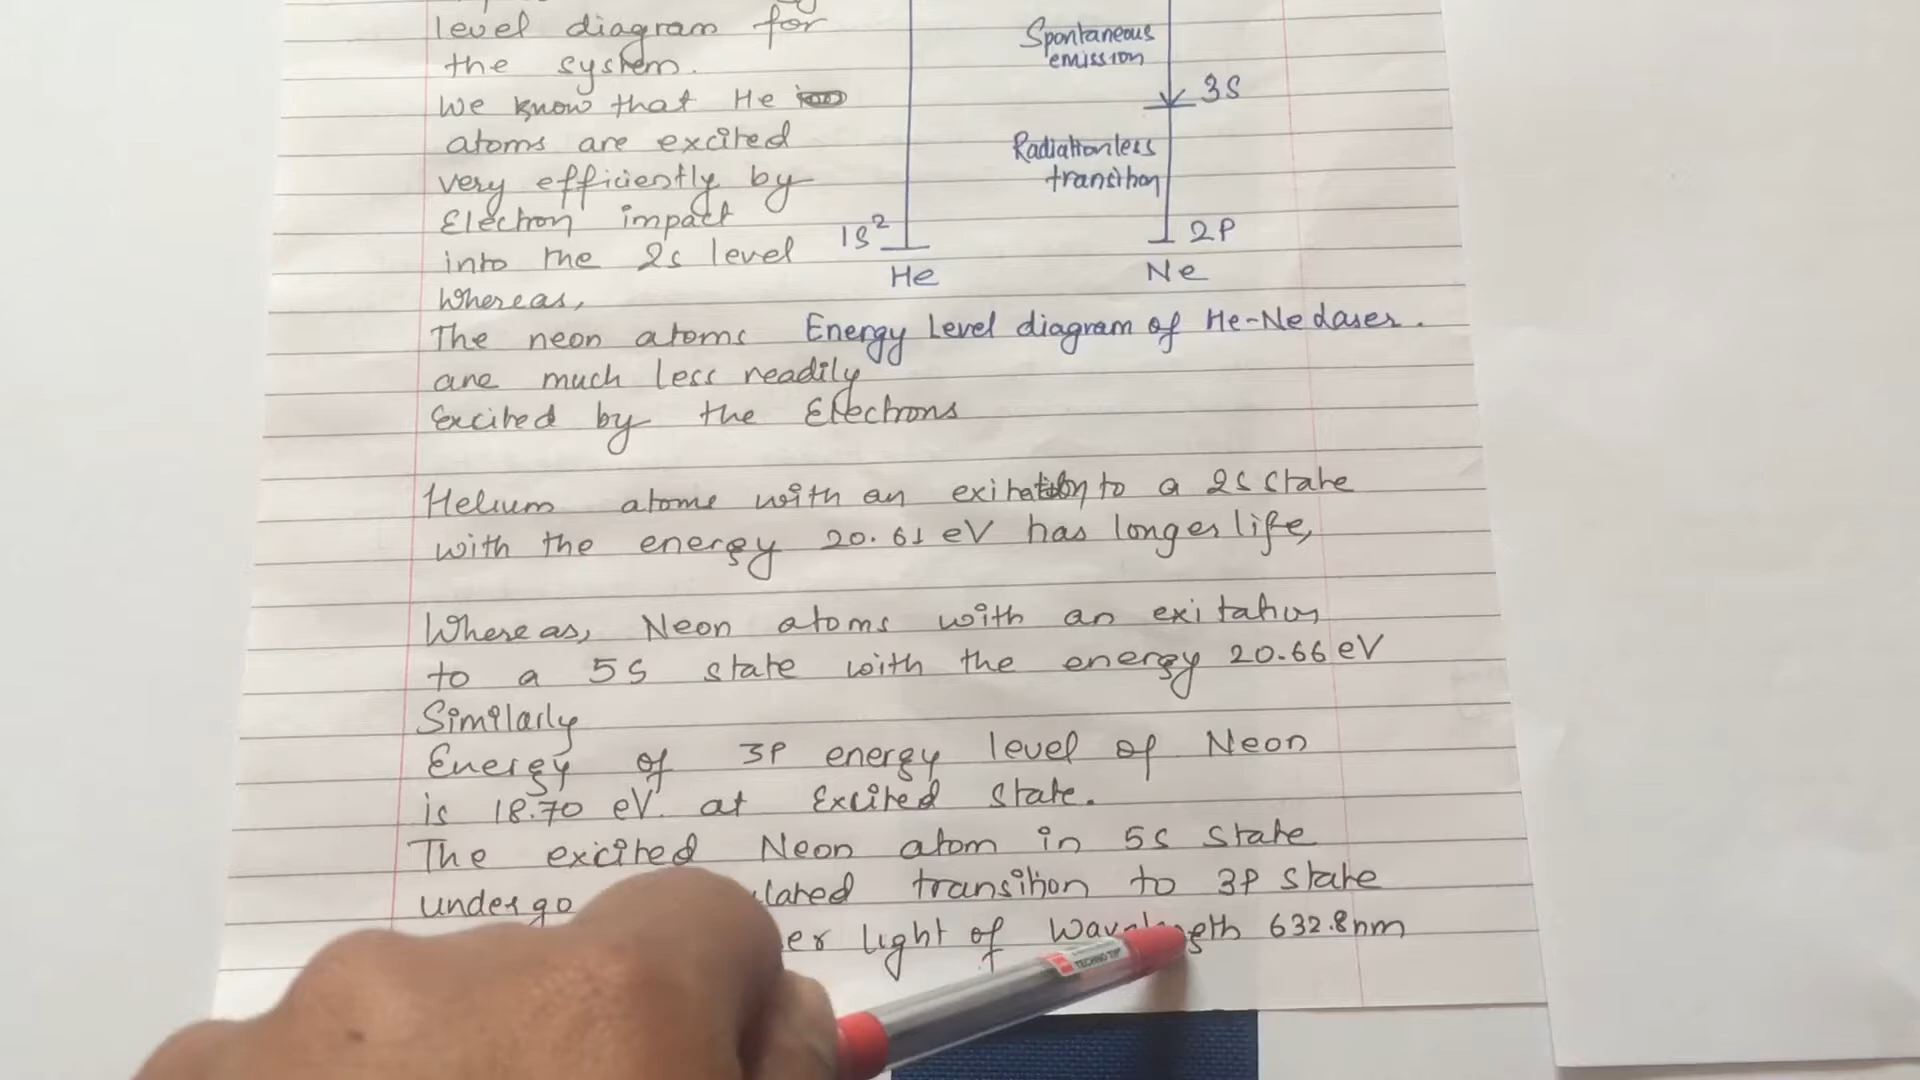 level diagram for
the system.
We know that He
atoms are excited
very efficiently by
Electron impact
into the 2s level
Whereas,
The neon atoms
are much less readily
Excited by the Electrons
Spontaneous
emission
3S
Radiationless
transition
1S²
2P
He
Ne
Energy Level diagram of He-Ne Laser.
Helium atoms with an exitation to a 2s state
with the energy 20.61 eV has longer life,
Whereas, Neon atoms with an exitation
to a 5S state with the energy 20.66 eV
Similarly
Energy of 3P energy level of Neon
is 18.70 eV. at Excited state.
The excited Neon atom in 5s state
undergo transition to 3P state
light of wavelength 632.8nm
TECHNO TIP